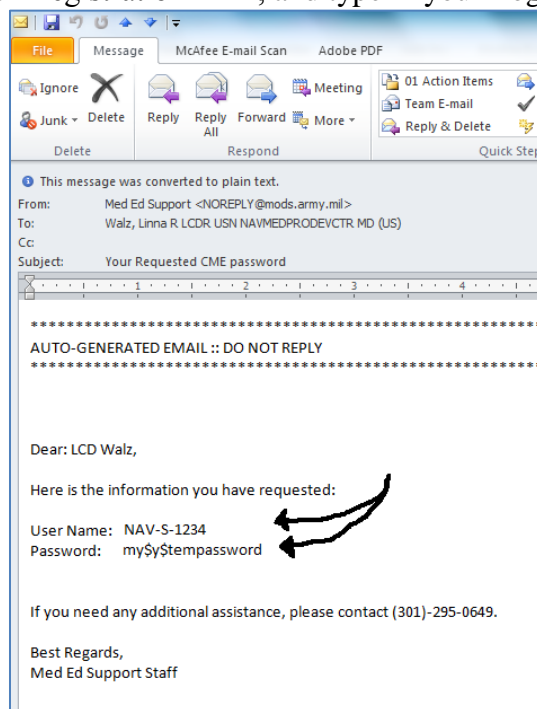 File Message McAfee E-mail Scan Adobe PDF
Ignore
Junk
Delete
Reply
Reply All
Forward
Meeting
More
01 Action Items
Team E-mail
Reply & Delete
Delete
Respond
Quick Step
This message was converted to plain text.
From: Med Ed Support <NOREPLY@mods.army.mil>
To: Walz, Linna R LCDR USN NAVMEDPRODEVCTR MD (US)
Cc:
Subject: Your Requested CME password
1 2 3 4
AUTO-GENERATED EMAIL :: DO NOT REPLY
Dear: LCD Walz,
Here is the information you have requested:
User Name: NAV-S-1234
Password: my$y$tempassword
If you need any additional assistance, please contact (301)-295-0649.
Best Regards,
Med Ed Support Staff